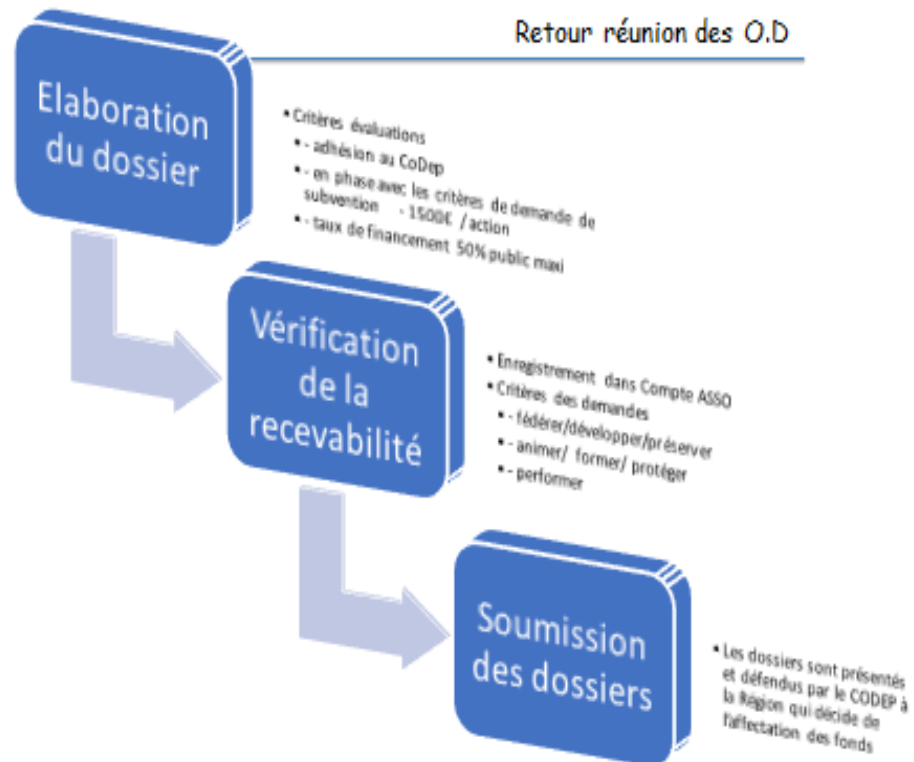 Retour réunion des O.D
Elaboration
du dossier
▪ Critères évaluations
▪ - adhésion au CoDep
▪ - en phase avec les critères de demande de
subvention - 1500€ / action
▪ - taux de financement 50% public maxi
Vérification
de la
recevabilité
▪ Enregistrement dans Compte ASSO
▪ Critères des demandes
▪ - fédérer/développer/préserver
▪ - animer/ former/ protéger
▪ - performer
Soumission
des dossiers
▪ Les dossiers sont présentés
et défendus par le CODEP à
la Région qui décide de
l'affectation des fonds